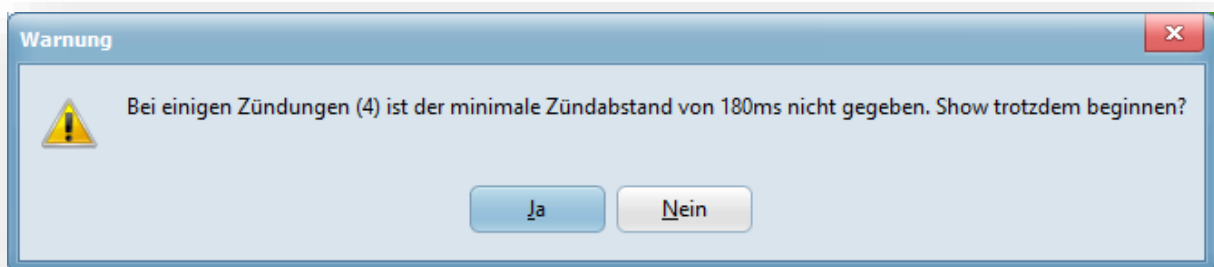 Warnung
Bei einigen Zündungen (4) ist der minimale Zündabstand von 180ms nicht gegeben. Show trotzdem beginnen?
Ja
Nein